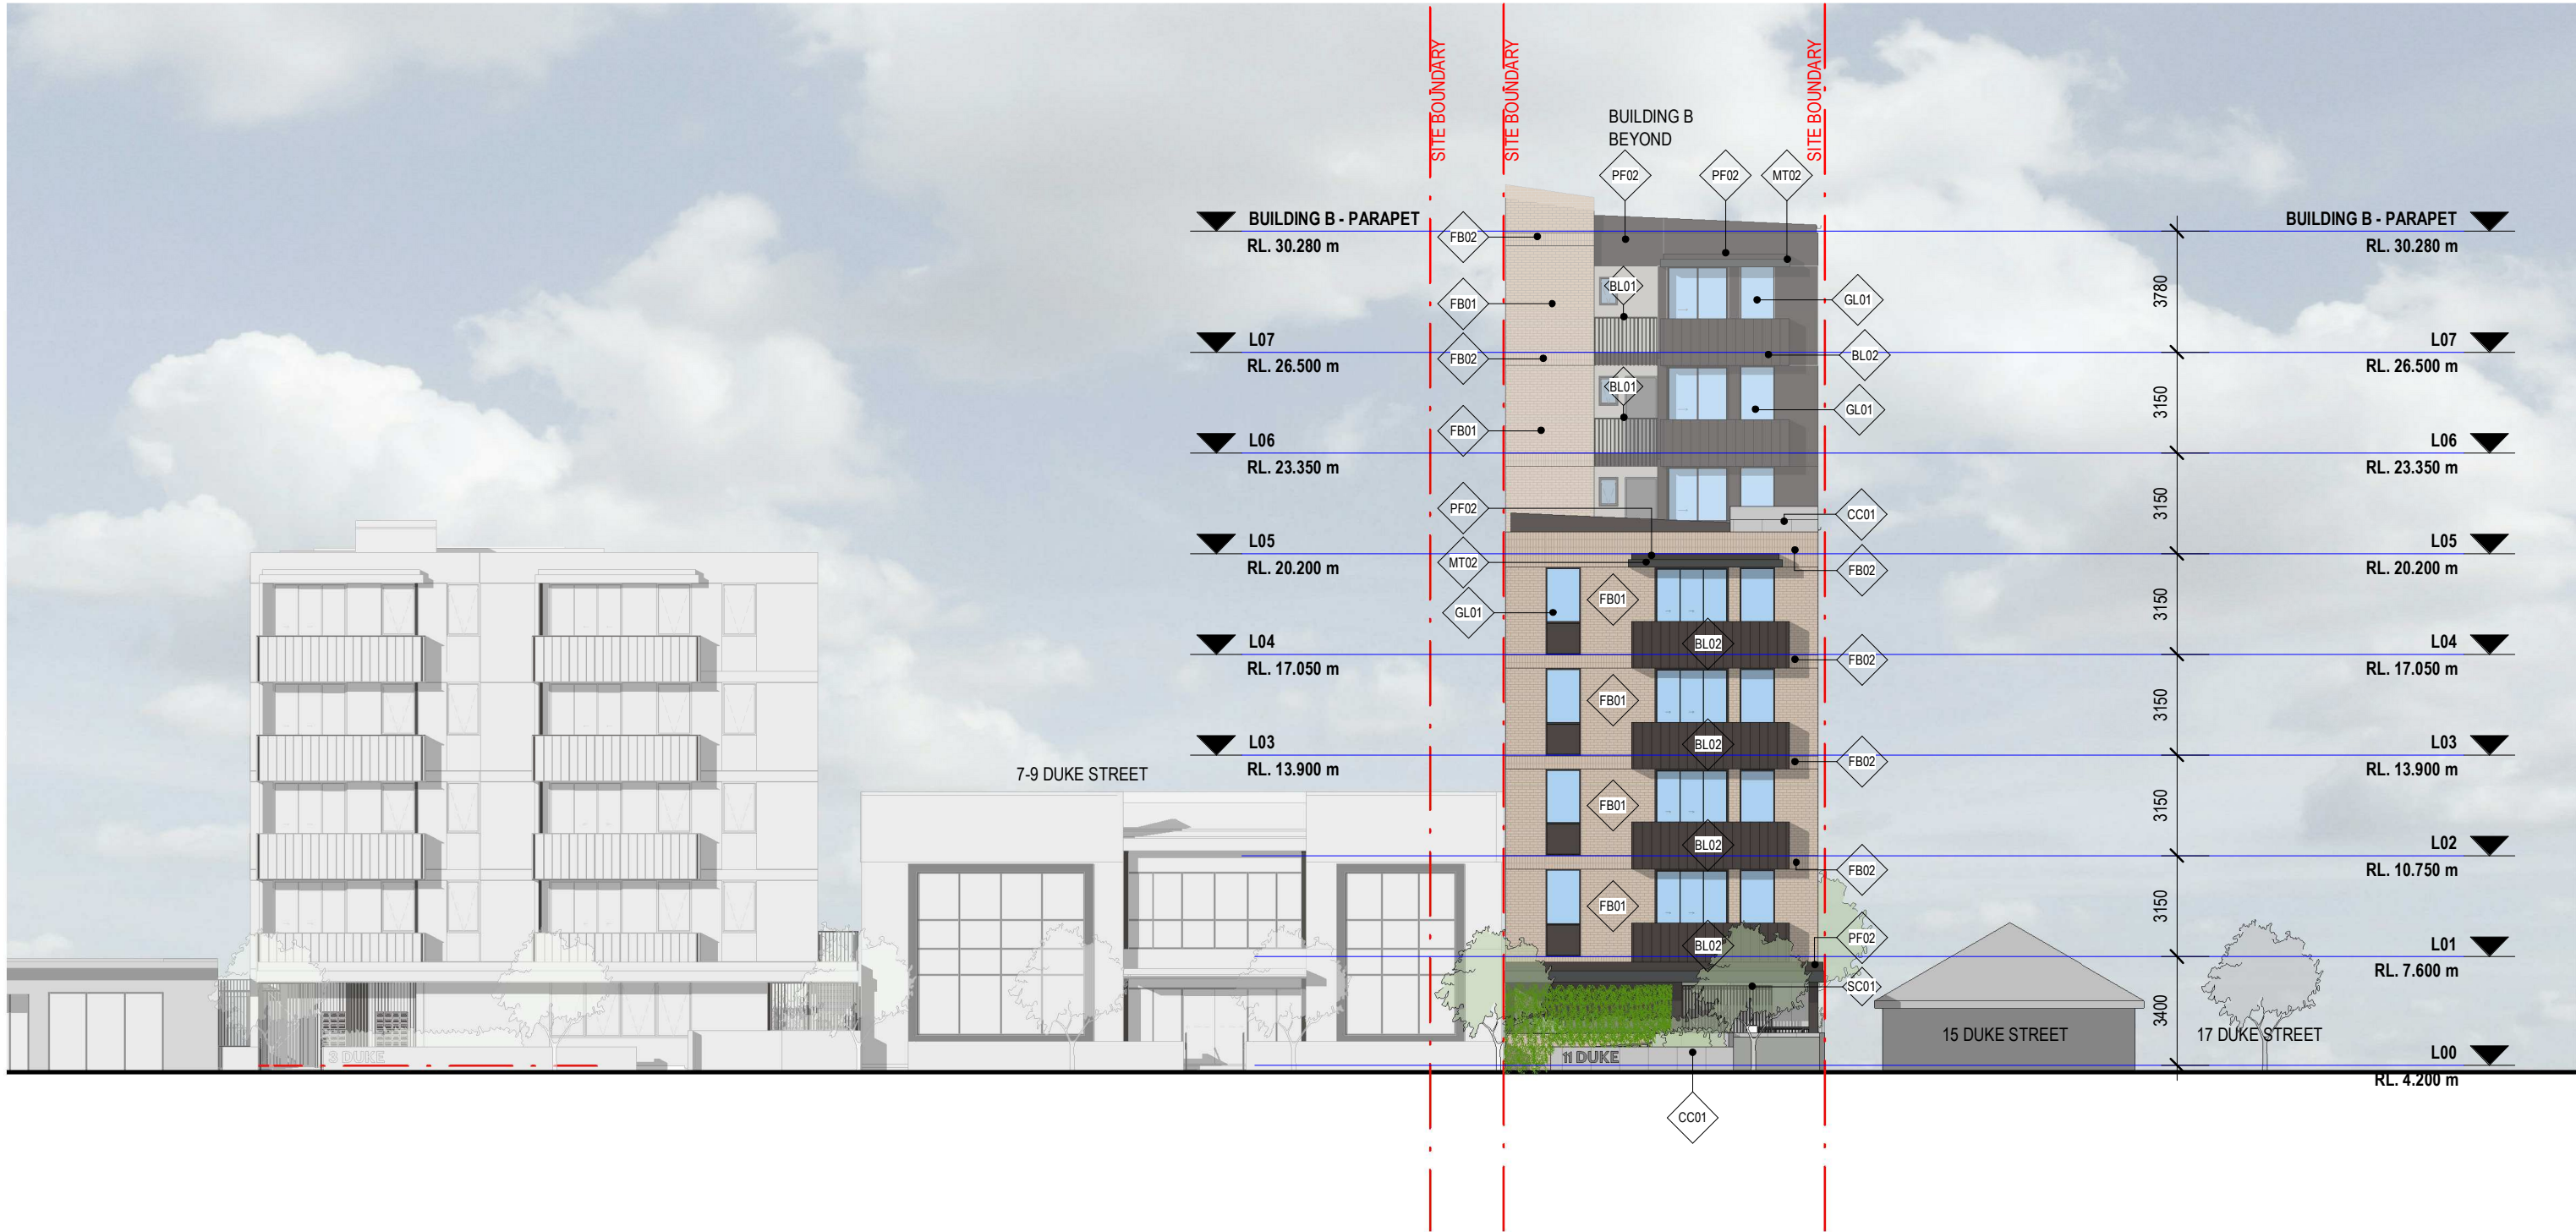 SITE BOUNDARY
SITE BOUNDARY
SITE BOUNDARY
BUILDING B
BEYOND
PF02
PF02
MT02
BUILDING B - PARAPET
RL. 30.280 m
FB02
BUILDING B - PARAPET
RL. 30.280 m
FB01
BL01
GL01
3780
L07
RL. 26.500 m
FB02
BL02
L07
RL. 26.500 m
BL01
GL01
3150
FB01
L06
RL. 23.350 m
L06
RL. 23.350 m
PF02
CC01
3150
L05
RL. 20.200 m
MT02
FB02
L05
RL. 20.200 m
GL01
FB01
3150
L04
RL. 17.050 m
BL02
FB02
L04
RL. 17.050 m
FB01
3150
L03
RL. 13.900 m
BL02
FB02
L03
RL. 13.900 m
7-9 DUKE STREET
FB01
3150
BL02
FB02
L02
RL. 10.750 m
FB01
3150
BL02
PF02
L01
RL. 7.600 m
SC01
3400
3 DUKE
11 DUKE
15 DUKE STREET
17 DUKE STREET
L00
RL. 4.200 m
CC01